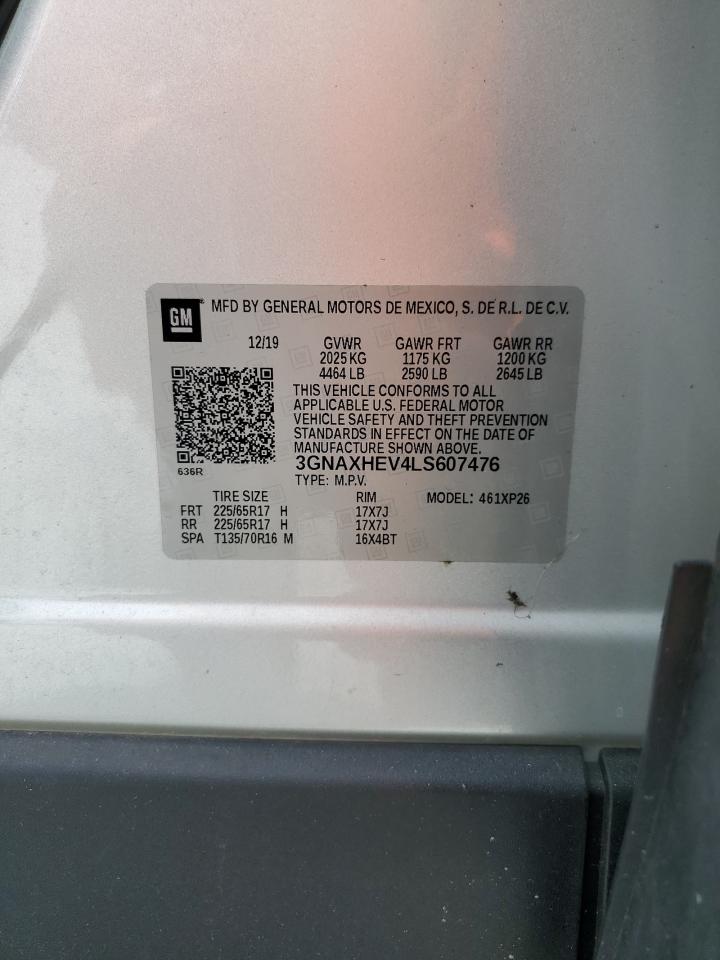 GM MFD BY GENERAL MOTORS DE MEXICO, S. DE R.L. DE C.V.
12/19 GVWR GAWR FRT GAWR RR
2025 KG 1175 KG 1200 KG
4464 LB 2590 LB 2645 LB
THIS VEHICLE CONFORMS TO ALL
APPLICABLE U.S. FEDERAL MOTOR
VEHICLE SAFETY AND THEFT PREVENTION
STANDARDS IN EFFECT ON THE DATE OF
MANUFACTURE SHOWN ABOVE.
636R 3GNAXHEV4LS607476
TYPE: M.P.V.
TIRE SIZE RIM MODEL: 461XP26
FRT 225/65R17 H 17X7J
RR 225/65R17 H 17X7J
SPA T135/70R16 M 16X4BT